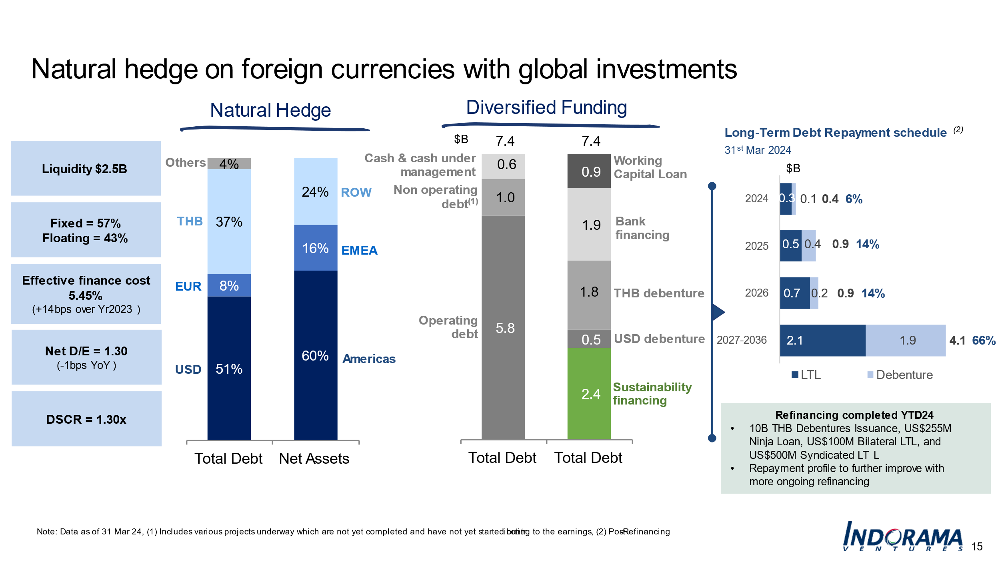 Natural hedge on foreign currencies with global investments
Natural Hedge
Diversified Funding
Liquidity $2.5B
Fixed = 57%
Floating = 43%
Effective finance cost
5.45%
(+14bps over Yr2023 )
Net D/E = 1.30
(-1bps YoY )
DSCR = 1.30x
Others
4%
THB
37%
EUR
8%
USD
51%
24%
ROW
16%
EMEA
60%
Americas
Total Debt
Net Assets
$B
7.4
7.4
Cash & cash under
management
0.6
Non operating
debt(1)
1.0
Operating
debt
5.8
0.9
Working
Capital Loan
1.9
Bank
financing
1.8
THB debenture
0.5
USD debenture
2.4
Sustainability
financing
Total Debt
Total Debt
Long-Term Debt Repayment schedule (2)
31st Mar 2024
$B
2024 0.3 0.1 0.4 6%
2025 0.5 0.4 0.9 14%
2026 0.7 0.2 0.9 14%
2027-2036 2.1 1.9 4.1 66%
LTL
Debenture
Refinancing completed YTD24
• 10B THB Debentures Issuance, US$255M
Ninja Loan, US$100M Bilateral LTL, and
US$500M Syndicated LT L
• Repayment profile to further improve with
more ongoing refinancing
Note: Data as of 31 Mar 24, (1) Includes various projects underway which are not yet completed and have not yet to the earnings, (2) Refinancing
INDORAMA
VENTURES
15